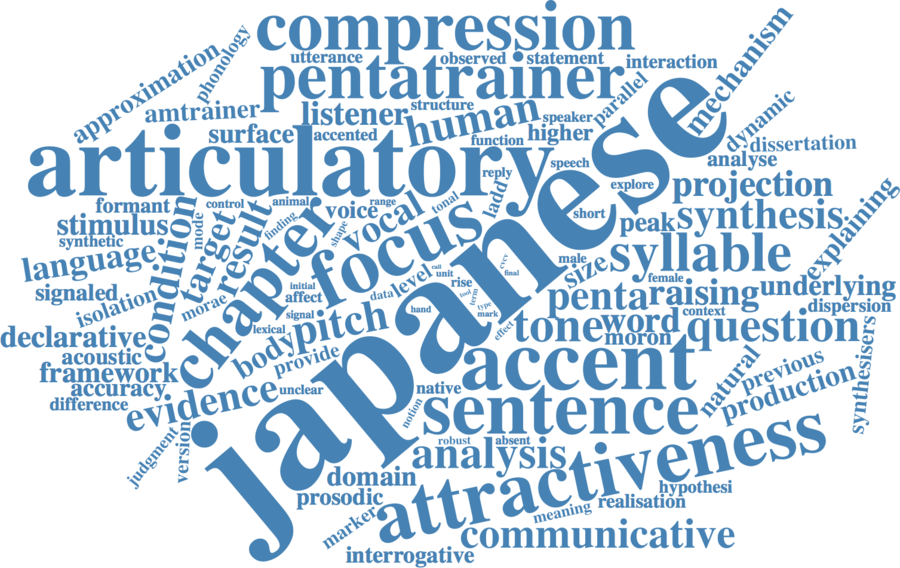 compression
utterance
observed
statement
interaction
mechanism
pentatrainer
phonology
approximation
amtrainer
listener
structure
human
speaker
parallel
dynamic
surface
accented
function
higher
dissertation
analyse
articulatory
speech
reply
explore
projection
formant
control
animal
voice
range
tonal
laddr
short
peak
synthesis
explaining
stimulus
synthetic
condition
mode
target
result
finding
shape
vocal
focus
japanese
syllable
language
morae
chapter
level
call
unit
rise
cvcv
final
male
size
female
signaled
isolation
initial
affect
data
tool
term
type
mark
penta
raising
underlying
signal
hand
context
dispersion
declarative
lexical
pitch
effect
tone
word
moron
question
acoustic
body
provide
accent
synthesisers
framework
accuracy
difference
evidence
unclear
native
notion
sentence
natural
previous
production
judgment
version
robust
absent
analysis
domain
prosodic
attractiveness
hypothesi
realisation
meaning
marker
communicative
interrogative